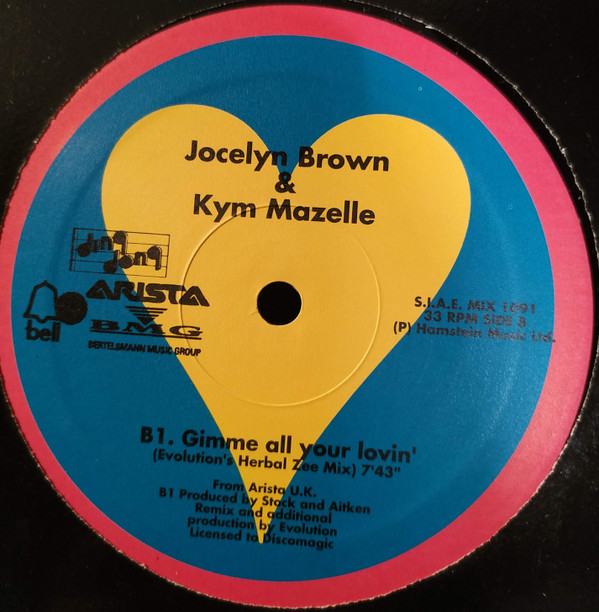 Jocelyn Brown
&
Kym Mazelle
ding
dong
ARISTA
bell
BMG
BERTELSMANN MUSIC GROUP
S.I.A.E. MIX 1091
33 RPM SIDE B
(P) Hamstein Music Ltd.
B1. Gimme all your lovin'
(Evolution's Herbal Zee Mix) 7'43"
From Arista U.K.
B1 Produced by Stock and Aitken
Remix and additional
production by Evolution
Licensed to Discomagic